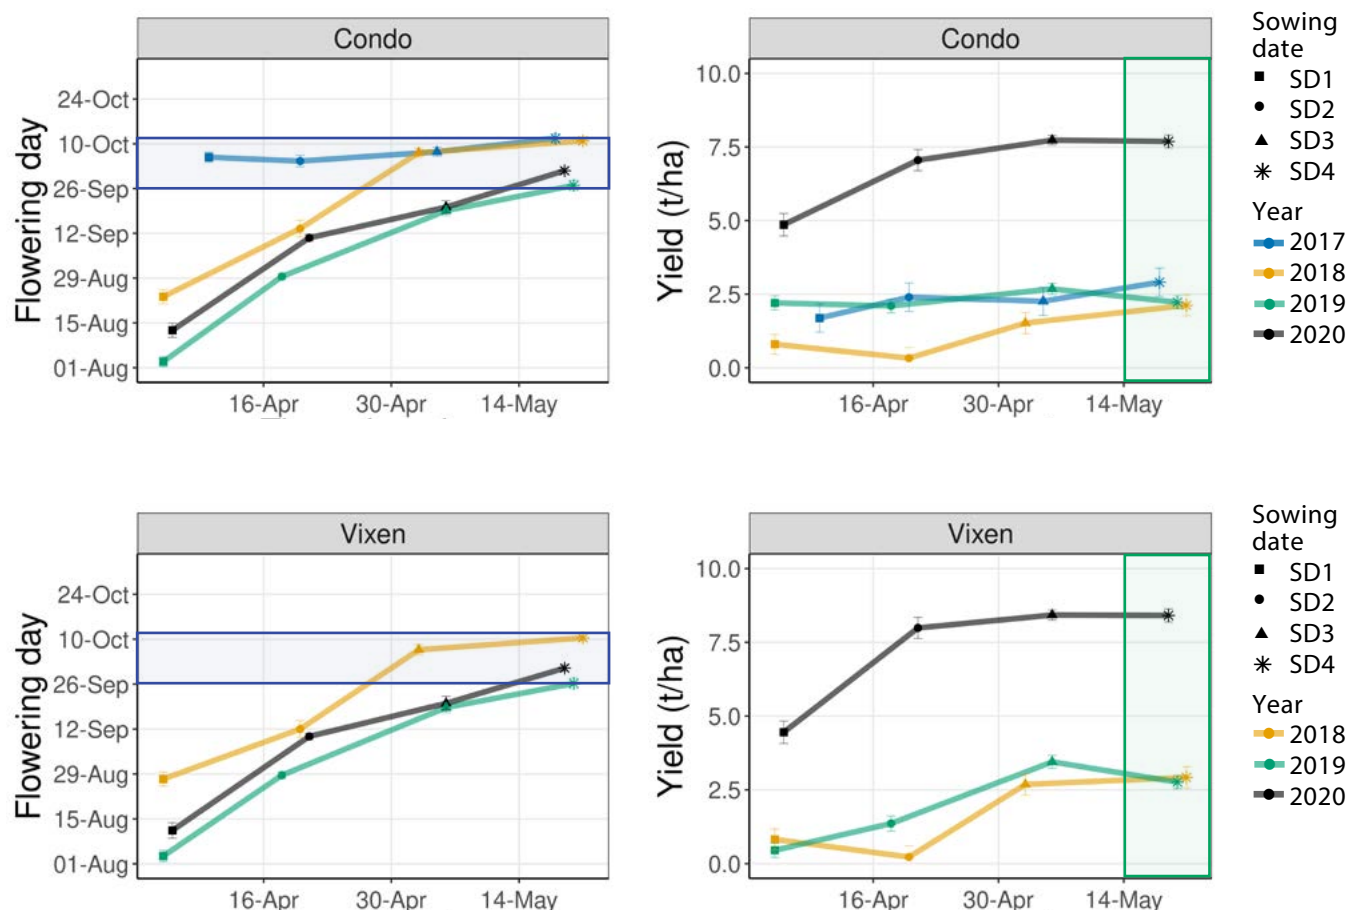 Condo
Flowering day
24-Oct
10-Oct
26-Sep
12-Sep
29-Aug
15-Aug
01-Aug
16-Apr 30-Apr 14-May
Condo
Yield (t/ha)
10.0
7.5
5.0
2.5
0.0
16-Apr 30-Apr 14-May
Sowing
date
SD1
SD2
SD3
SD4
Year
2017
2018
2019
2020
Vixen
Flowering day
24-Oct
10-Oct
26-Sep
12-Sep
29-Aug
15-Aug
01-Aug
16-Apr 30-Apr 14-May
Vixen
Yield (t/ha)
10.0
7.5
5.0
2.5
0.0
16-Apr 30-Apr 14-May
Sowing
date
SD1
SD2
SD3
SD4
Year
2018
2019
2020